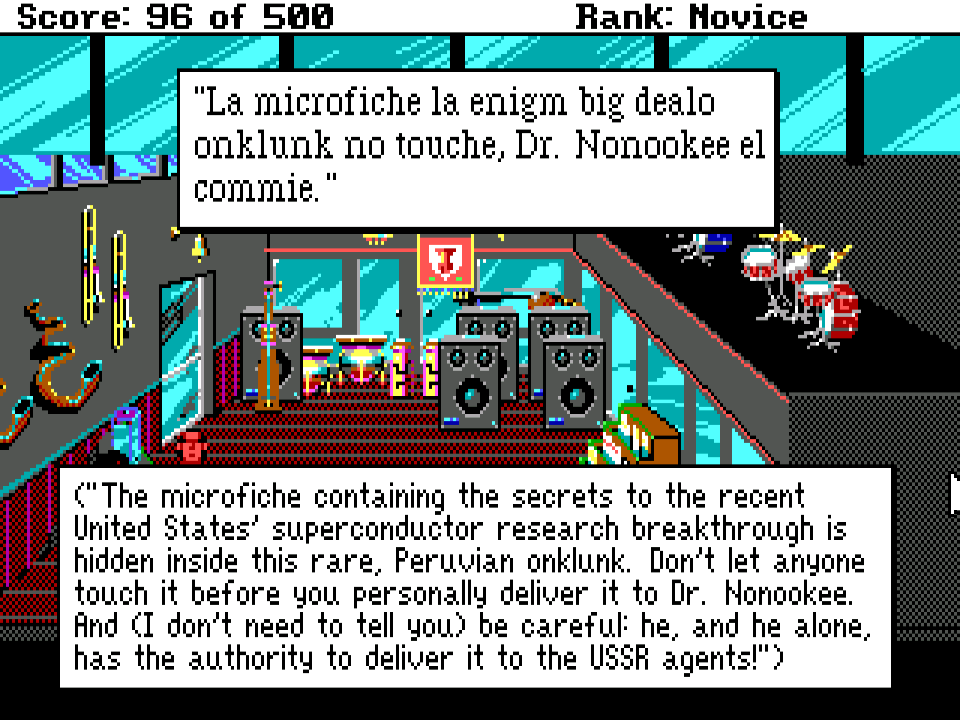 Score: 96 of 500 Rank: Novice
"La microfiche la enigm big dealo
onklunk no touche, Dr. Nonookee el
commie."
("The microfiche containing the secrets to the recent
United States' superconductor research breakthrough is
hidden inside this rare, Peruvian onklunk. Don't let anyone
touch it before you personally deliver it to Dr. Nonookee.
And (I don't need to tell you) be careful: he, and he alone,
has the authority to deliver it to the USSR agents!")